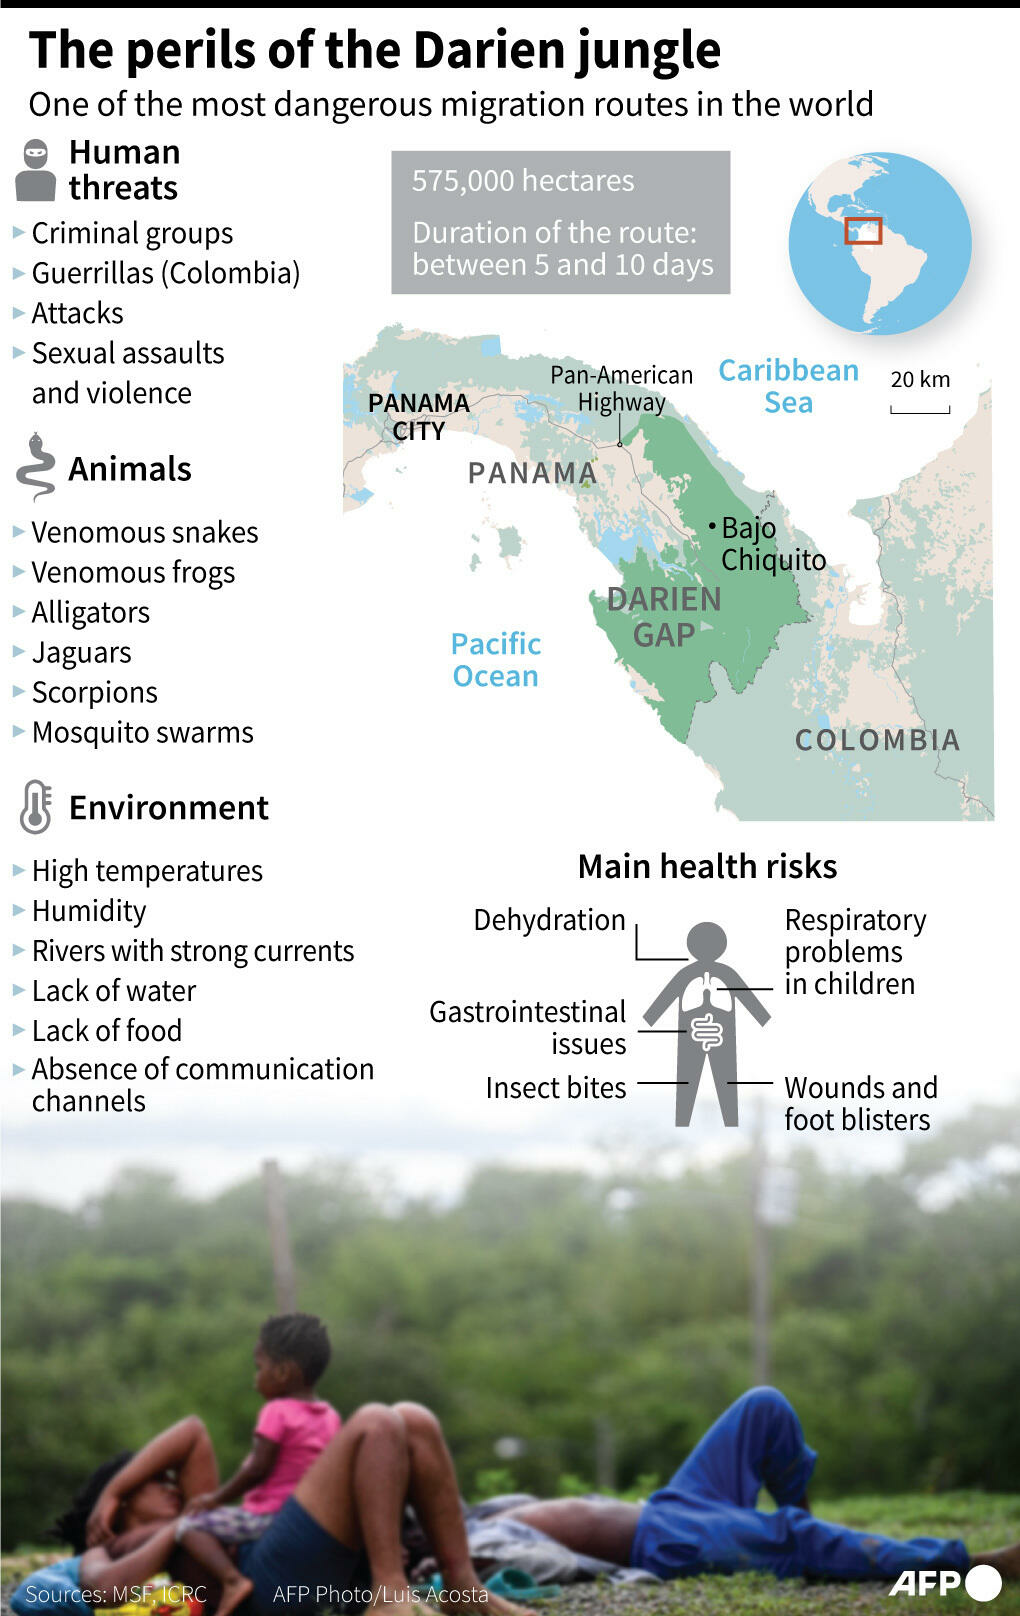 The perils of the Darien jungle
One of the most dangerous migration routes in the world
Human
threats
Criminal groups
Guerrillas (Colombia)
Attacks
Sexual assaults
and violence
Animals
Venomous snakes
Venomous frogs
Alligators
Jaguars
Scorpions
Mosquito swarms
Environment
High temperatures
Humidity
Rivers with strong currents
Lack of water
Lack of food
Absence of communication
channels
575,000 hectares
Duration of the route:
between 5 and 10 days
Pan-American
Highway
Caribbean
Sea
20 km
PANAMA
CITY
PANAMA
Bajo
Chiquito
DARIEN
GAP
Pacific
Ocean
COLOMBIA
Main health risks
Dehydration
Respiratory
problems
in children
Gastrointestinal
issues
Insect bites
Wounds and
foot blisters
Sources: MSF, ICRC
AFP Photo/Luis Acosta
AFP